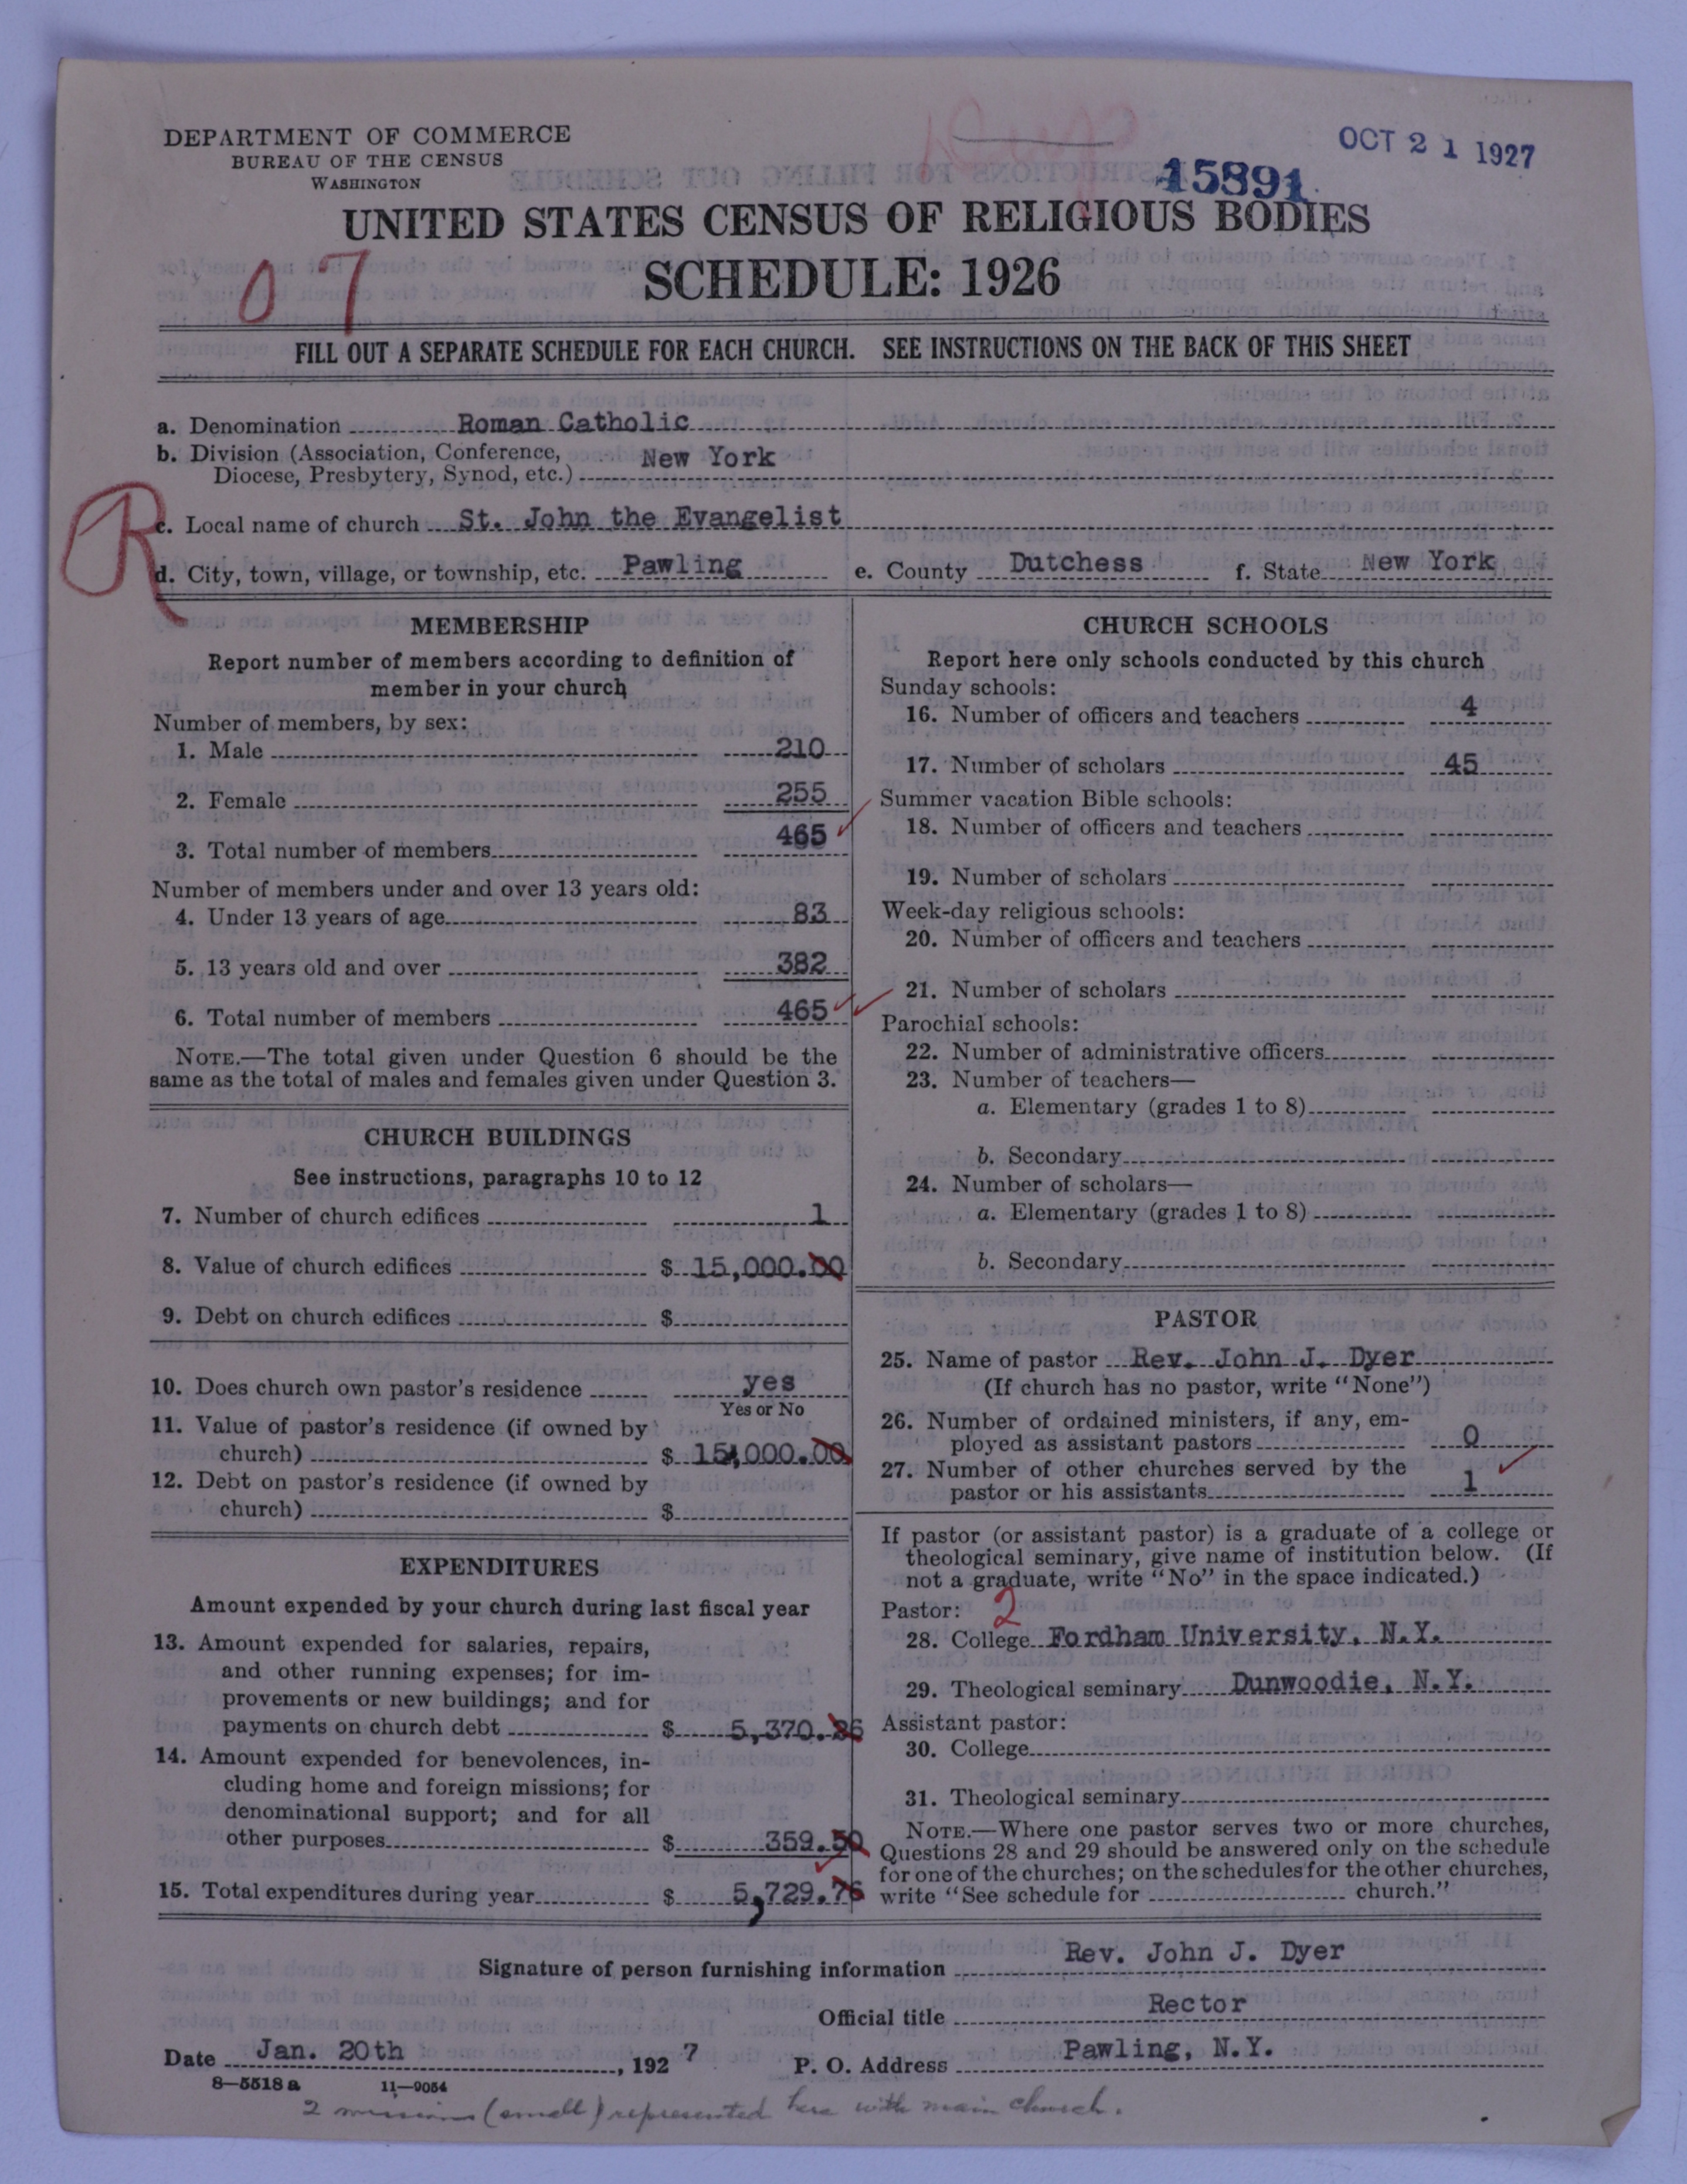 DEPARTMENT OF COMMERCE
BUREAU OF THE CENSUS
WASHINGTON
OCT 21 1927
15891
UNITED STATES CENSUS OF RELIGIOUS BODIES
07
SCHEDULE: 1926
FILL OUT A SEPARATE SCHEDULE FOR EACH CHURCH. SEE INSTRUCTIONS ON THE BACK OF THIS SHEET
a. Denomination Roman Catholic
b. Division (Association, Conference,
Diocese, Presbytery, Synod, etc.) New York
R
c. Local name of church St. John the Evangelist
d. City, town, village, or township, etc. Pawling e. County Dutchess f. State New York
MEMBERSHIP
Report number of members according to definition of
member in your church
Number of members, by sex:
1. Male 210
2. Female 255
3. Total number of members 465
Number of members under and over 13 years old:
4. Under 13 years of age 83
5. 13 years old and over 382
6. Total number of members 465
NOTE.—The total given under Question 6 should be the
same as the total of males and females given under Question 3.
CHURCH BUILDINGS
See instructions, paragraphs 10 to 12
7. Number of church edifices 1
8. Value of church edifices $ 15,000.00
9. Debt on church edifices $
10. Does church own pastor's residence yes
Yes or No
11. Value of pastor's residence (if owned by
church) $ 15,000.00
12. Debt on pastor's residence (if owned by
church) $
EXPENDITURES
Amount expended by your church during last fiscal year
13. Amount expended for salaries, repairs,
and other running expenses; for im-
provements or new buildings; and for
payments on church debt $ 5,370.26
14. Amount expended for benevolences, in-
cluding home and foreign missions; for
denominational support; and for all
other purposes $ 359.50
15. Total expenditures during year $ 5,729.76
CHURCH SCHOOLS
Report here only schools conducted by this church
Sunday schools:
16. Number of officers and teachers 4
17. Number of scholars 45
Summer vacation Bible schools:
18. Number of officers and teachers
19. Number of scholars
Week-day religious schools:
20. Number of officers and teachers
21. Number of scholars
Parochial schools:
22. Number of administrative officers
23. Number of teachers—
a. Elementary (grades 1 to 8)
b. Secondary
24. Number of scholars—
a. Elementary (grades 1 to 8)
b. Secondary
PASTOR
25. Name of pastor Rev. John J. Dyer
(If church has no pastor, write "None")
26. Number of ordained ministers, if any, em-
ployed as assistant pastors 0
27. Number of other churches served by the
pastor or his assistants 1
If pastor (or assistant pastor) is a graduate of a college or
theological seminary, give name of institution below. (If
not a graduate, write "No" in the space indicated.)
Pastor: 2
28. College Fordham University, N.Y.
29. Theological seminary Dunwoodie, N.Y.
Assistant pastor:
30. College
31. Theological seminary
NOTE.—Where one pastor serves two or more churches,
Questions 28 and 29 should be answered only on the schedule
for one of the churches; on the schedules for the other churches,
write "See schedule for church."
Signature of person furnishing information Rev. John J. Dyer
Official title Rector
Date Jan. 20th, 1927 P. O. Address Pawling, N.Y.
8—5518 a 11—9054
2 missions (small) represented here with main church.